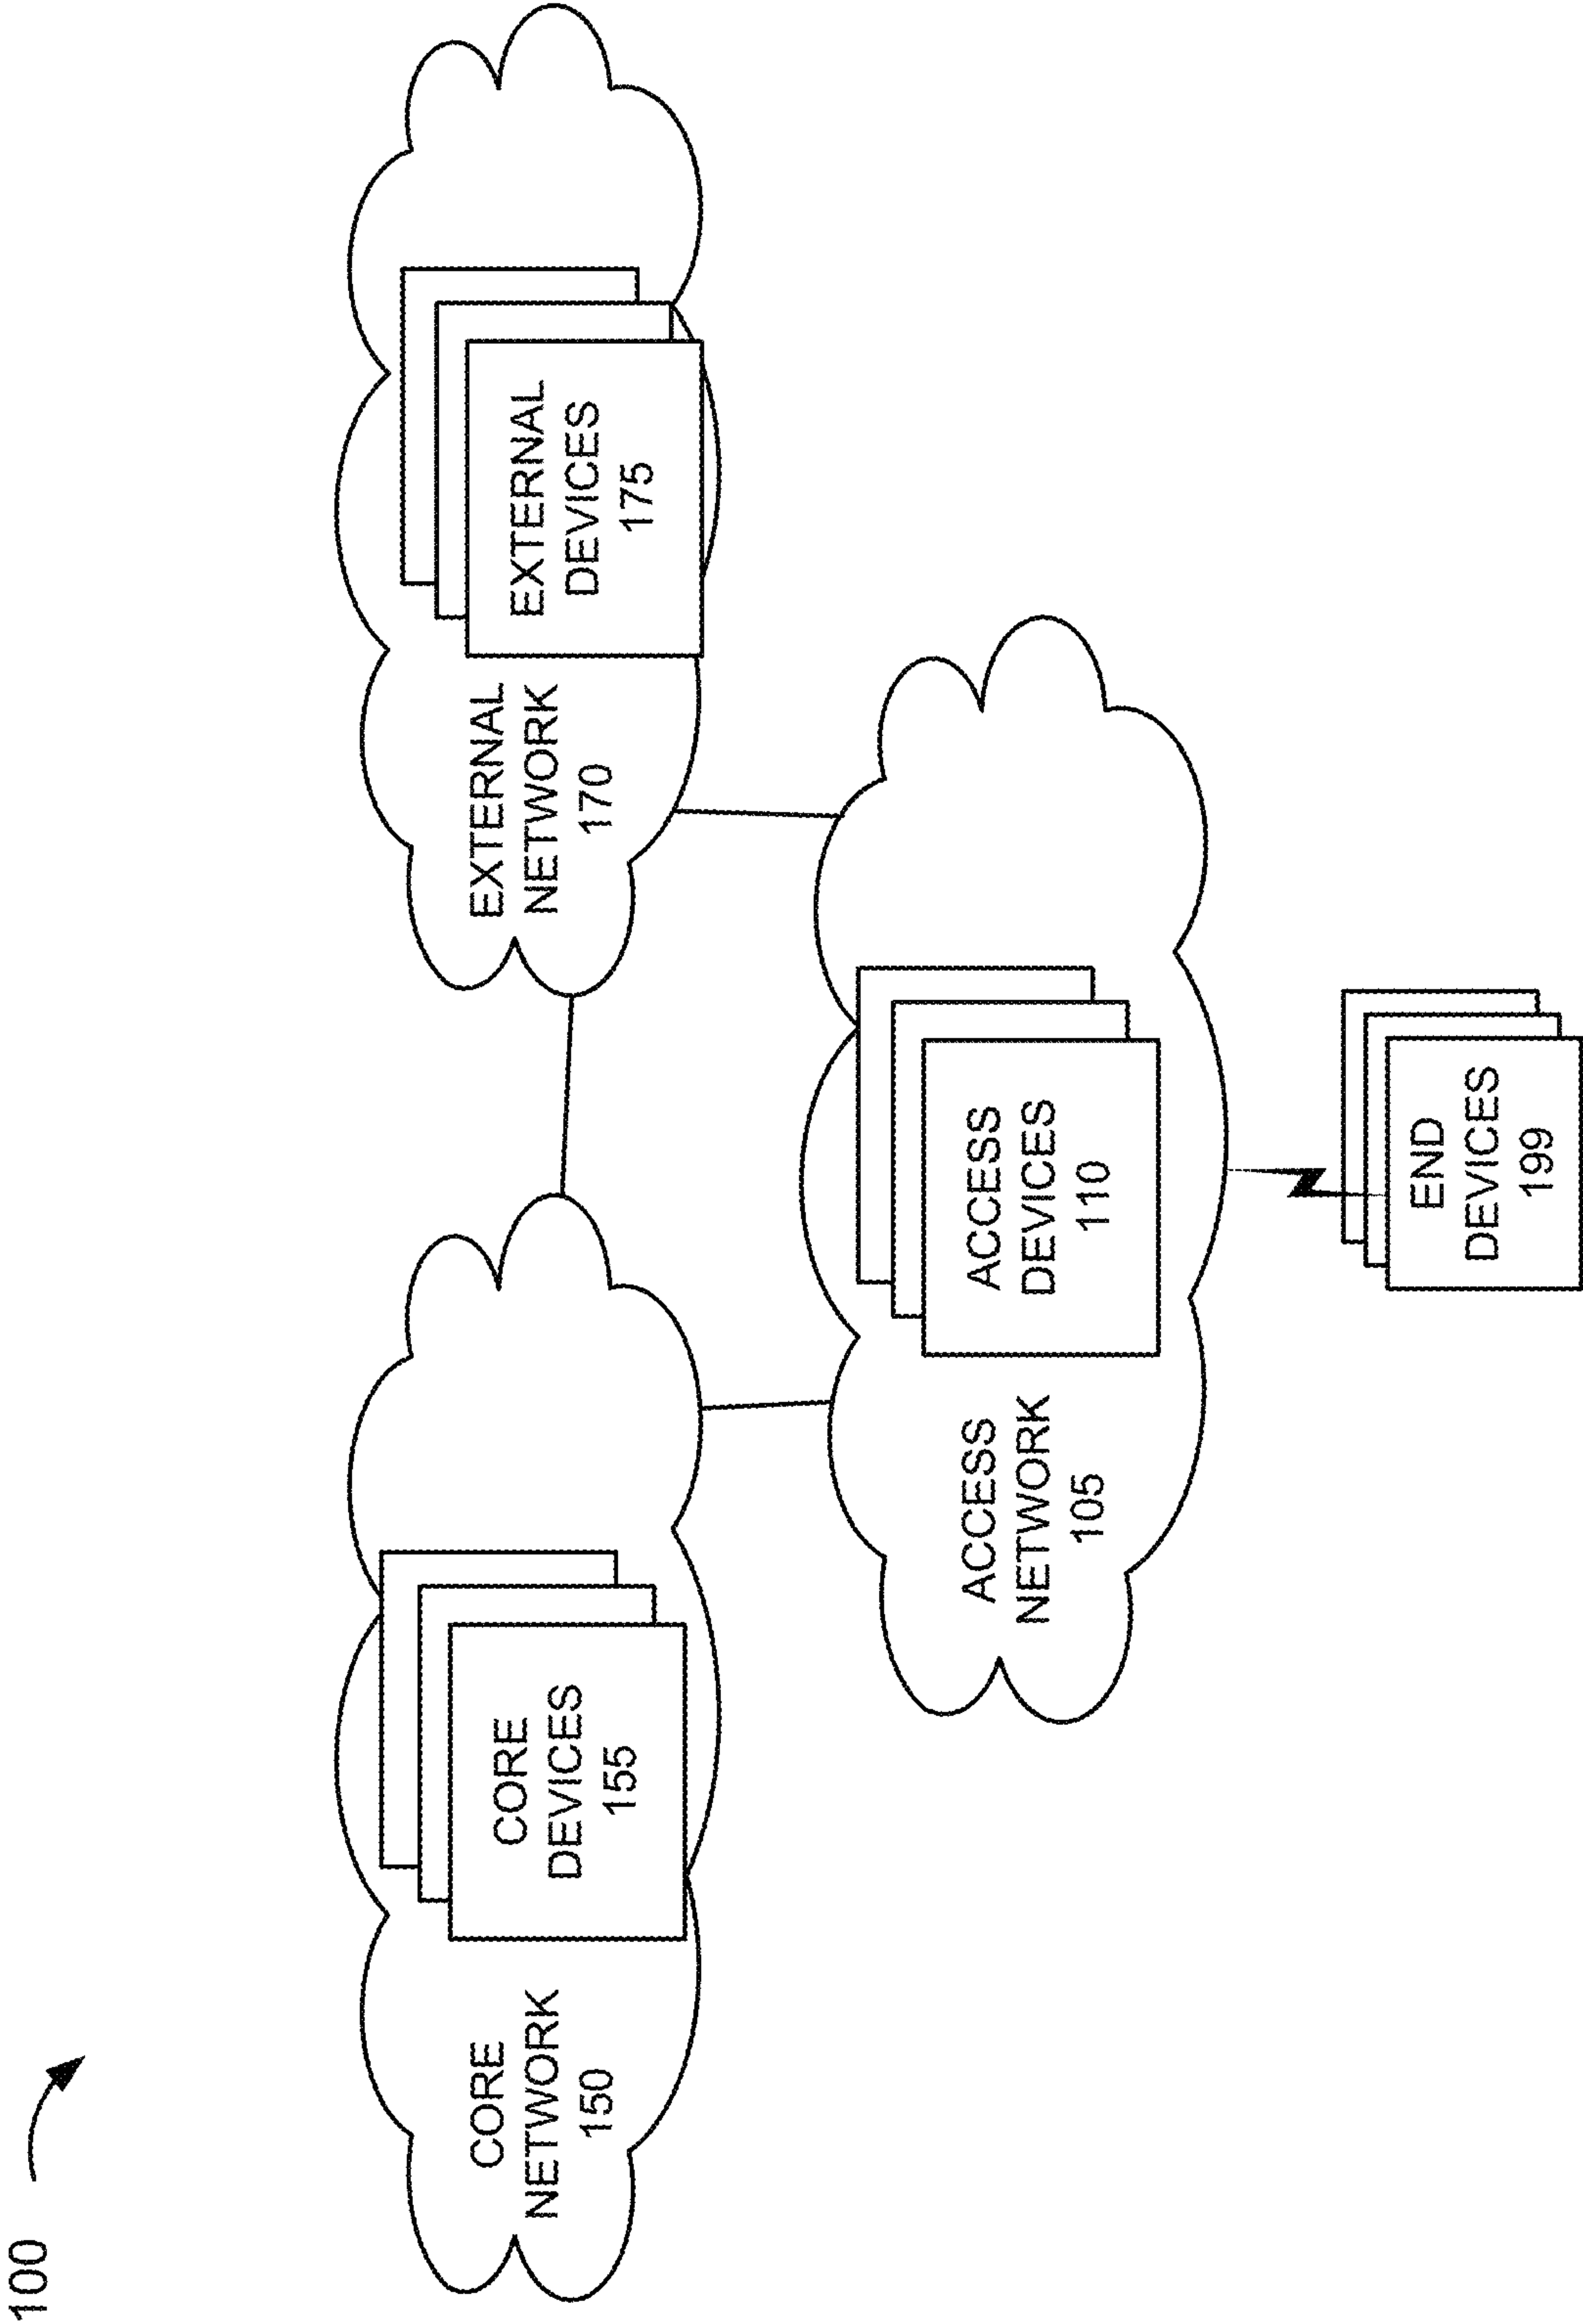 100
CORE
NETWORK
150
CORE
DEVICES
155
EXTERNAL
NETWORK
170
EXTERNAL
DEVICES
175
ACCESS
NETWORK
105
ACCESS
DEVICES
110
END
DEVICES
199